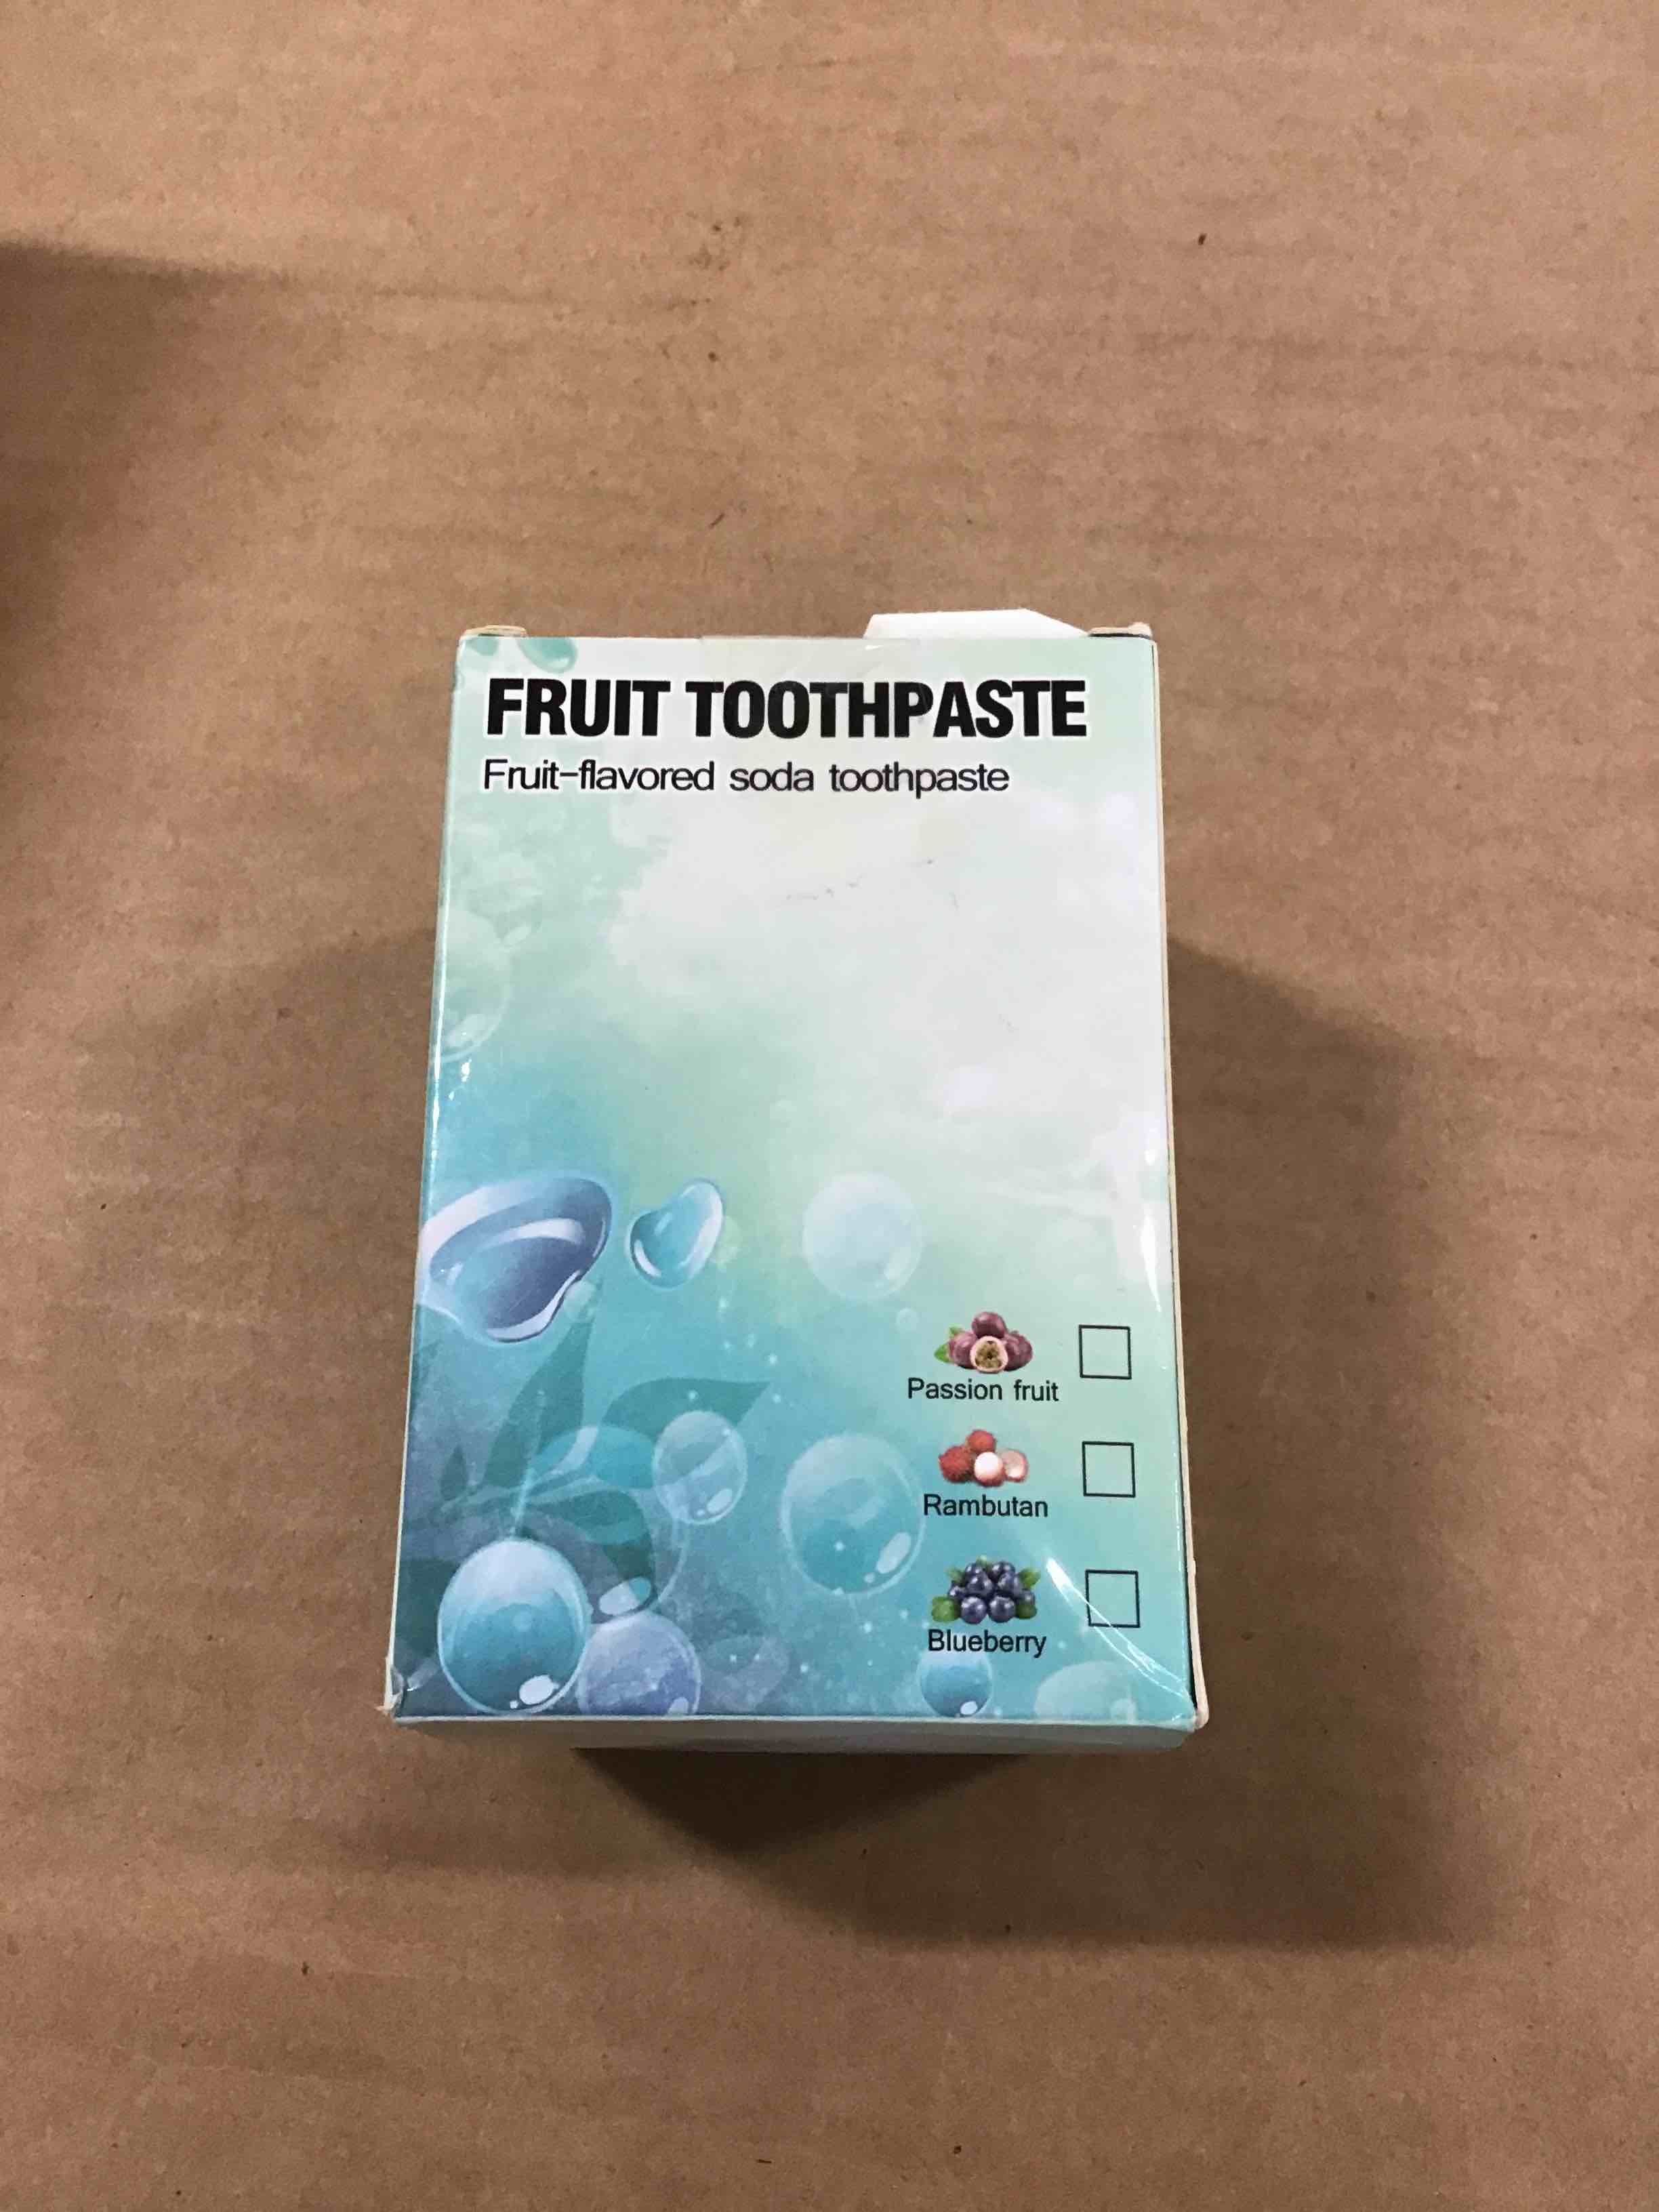 FRUIT TOOTHPASTE
Fruit-flavored soda toothpaste
Passion fruit
Rambutan
Blueberry